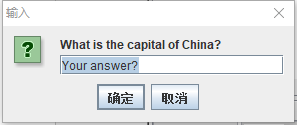 输入
What is the capital of China?
Your answer?
确定 取消